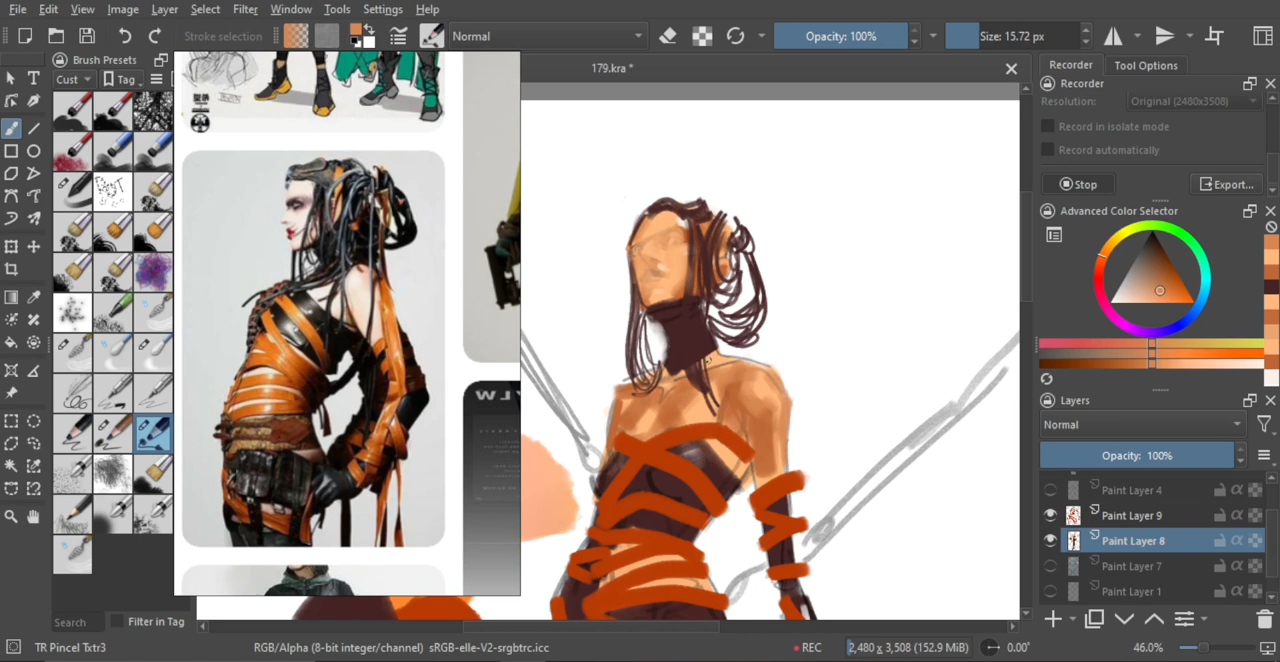 File Edit View Image Layer Select Filter Window Tools Settings Help
Stroke selection
Normal
Opacity: 100%
Size: 15.72 px
Brush Presets
Cust
Tag
179.kra *
Recorder
Tool Options
Recorder
Resolution: Original (2480x3508)
Record in isolate mode
Record automatically
Stop
Export...
Advanced Color Selector
Layers
Normal
Opacity: 100%
Paint Layer 4
Paint Layer 9
Paint Layer 8
Paint Layer 7
Paint Layer 1
Search
Filter in Tag
TR Pincel Txtr3
RGB/Alpha (8-bit integer/channel) sRGB-elle-V2-srgbtrc.icc
REC
2,480 x 3,508 (152.9 MiB)
0.00°
46.0%